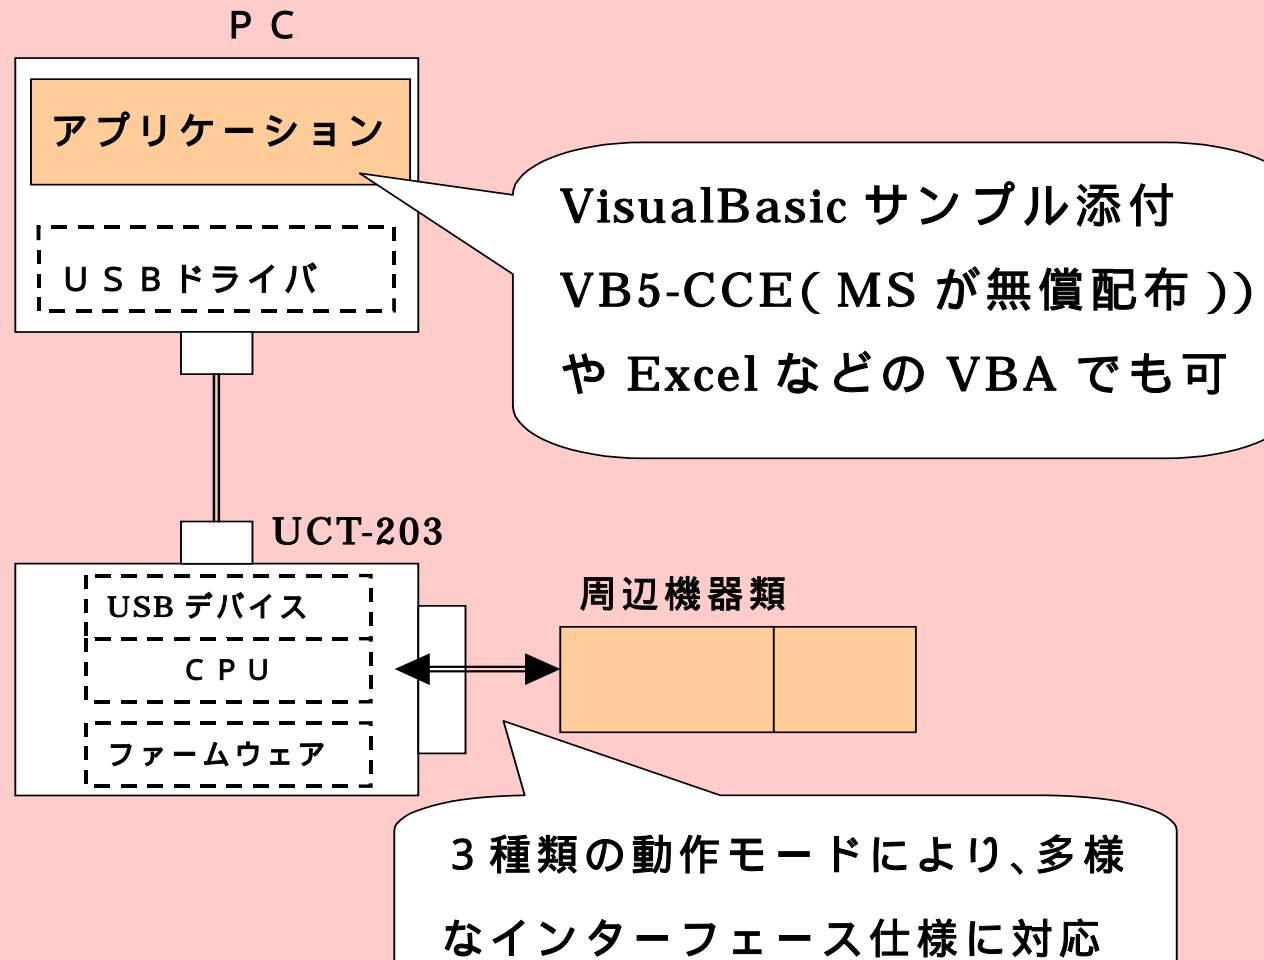 ＰＣ
アプリケーション
ＵＳＢドライバ
VisualBasic サンプル添付
VB5-CCE( MS が無償配布 ))
や Excel などの VBA でも可
UCT-203
USB デバイス
ＣＰＵ
ファームウェア
周辺機器類
３種類の動作モードにより、多様
なインターフェース仕様に対応